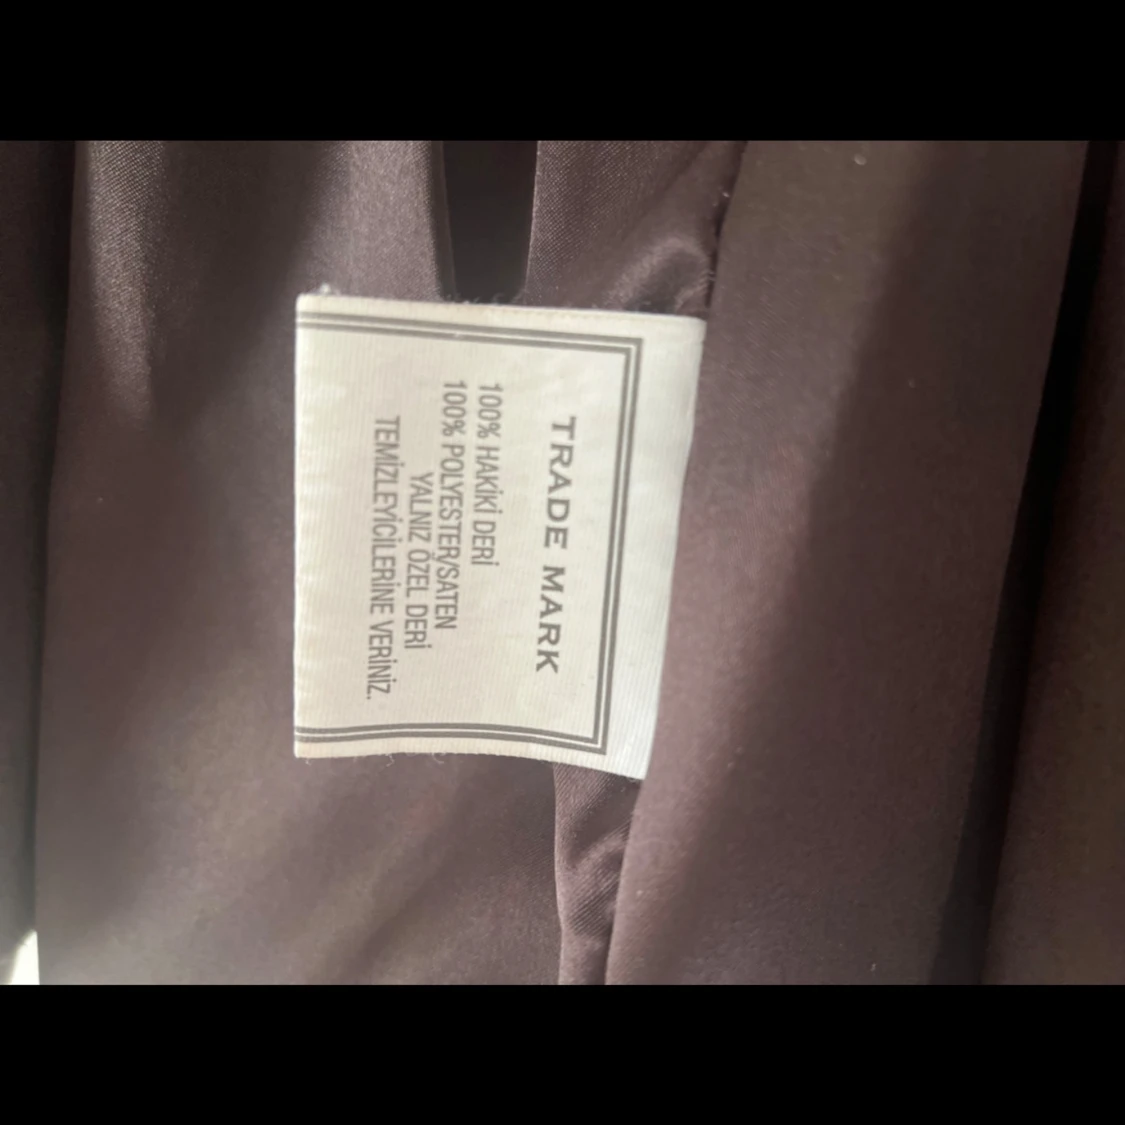 TRADE MARK
100% HAKİKİ DERİ
100% POLYESTER/SATEN
YALNIZ ÖZEL DERİ
TEMİZLEYİCİLERİNE VERİNİZ.